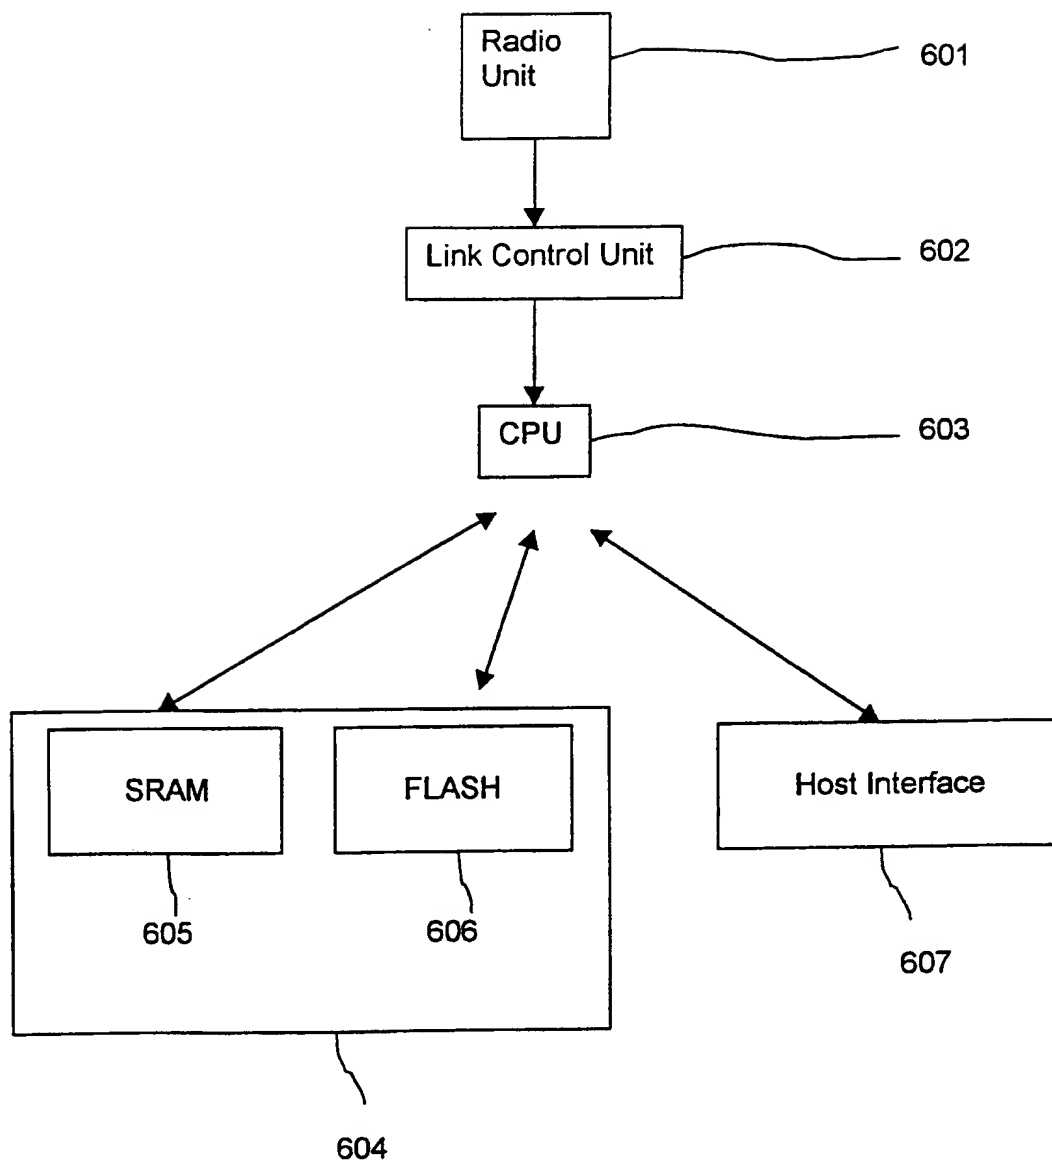 Radio
Unit
601
Link Control Unit
602
CPU
603
SRAM
FLASH
Host Interface
605
606
607
604